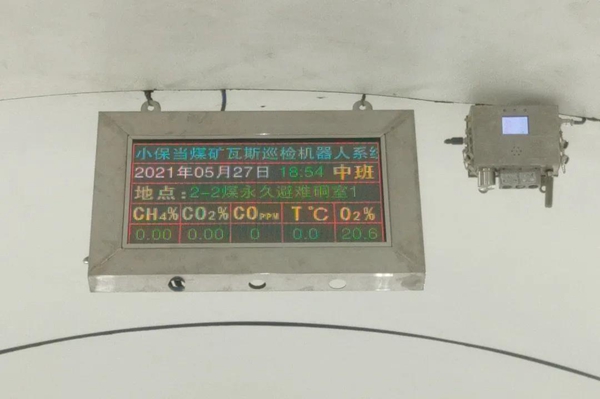 小保当煤矿瓦斯巡检机器人系统
2021年05月27日 18:54 中班
地点:2-2煤永久避难硐室1
CH4% CO2% COPPM T℃ O2%
0.00 0.00 0 0.0 20.6